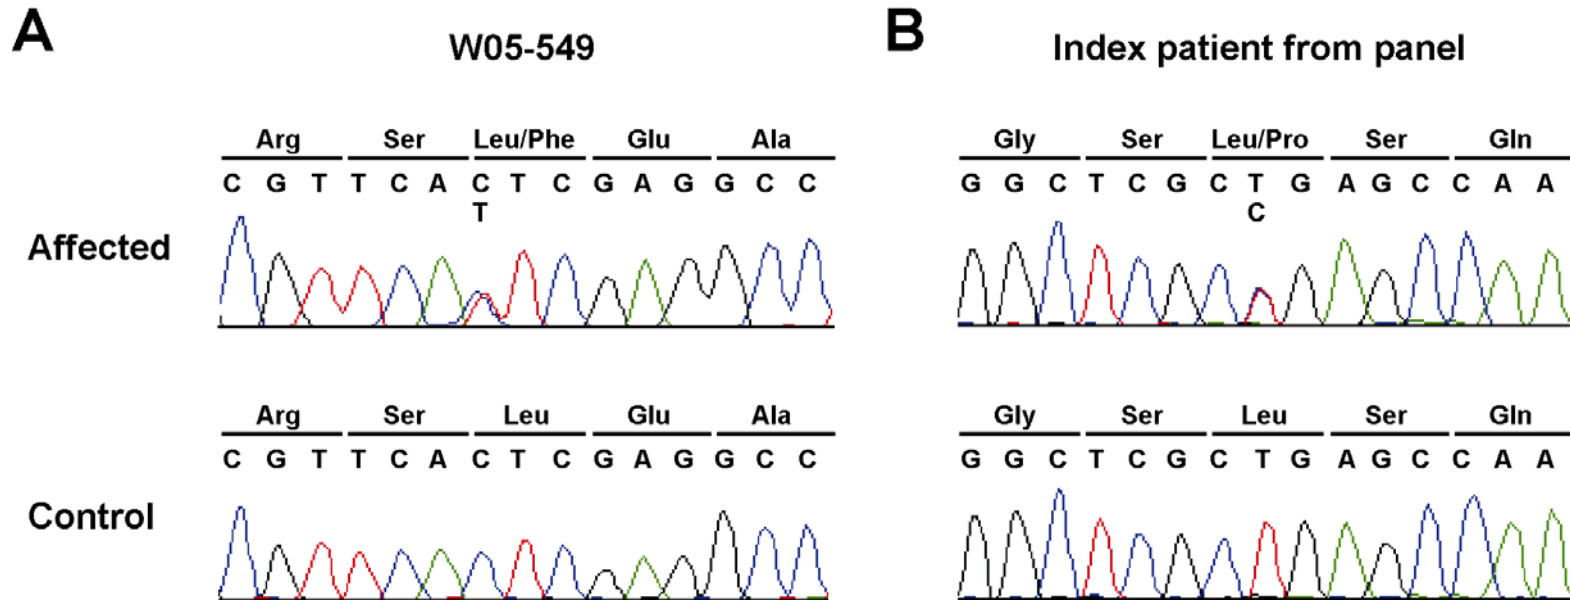 A
W05-549
Arg Ser Leu/Phe Glu Ala
C G T T C A C T C G A G G C C
T
Affected
Arg Ser Leu Glu Ala
C G T T C A C T C G A G G C C
Control
B
Index patient from panel
Gly Ser Leu/Pro Ser Gln
G G C T C G C T G A G C C A A
C
Gly Ser Leu Ser Gln
G G C T C G C T G A G C C A A